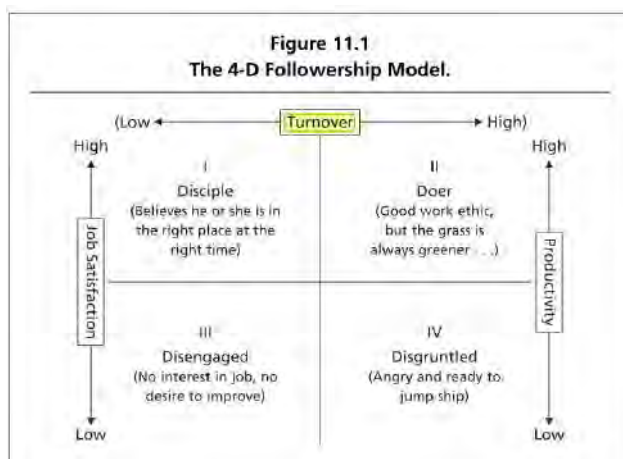 Figure 11.1
The 4-D Followership Model.
(Low
Turnover
High)
High
High
I
Disciple
(Believes he or she is in
the right place at the
right time)
II
Doer
(Good work ethic,
but the grass is
always greener . . .)
Job Satisfaction
Productivity
III
Disengaged
(No interest in job, no
desire to improve)
IV
Disgruntled
(Angry and ready to
jump ship)
Low
Low